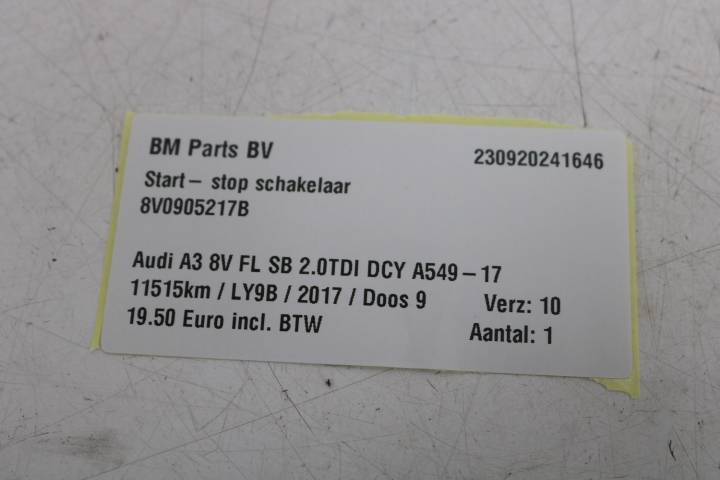 BM Parts BV 230920241646
Start – stop schakelaar
8V0905217B
Audi A3 8V FL SB 2.0TDI DCY A549 – 17
11515km / LY9B / 2017 / Doos 9 Verz: 10
19.50 Euro incl. BTW Aantal: 1